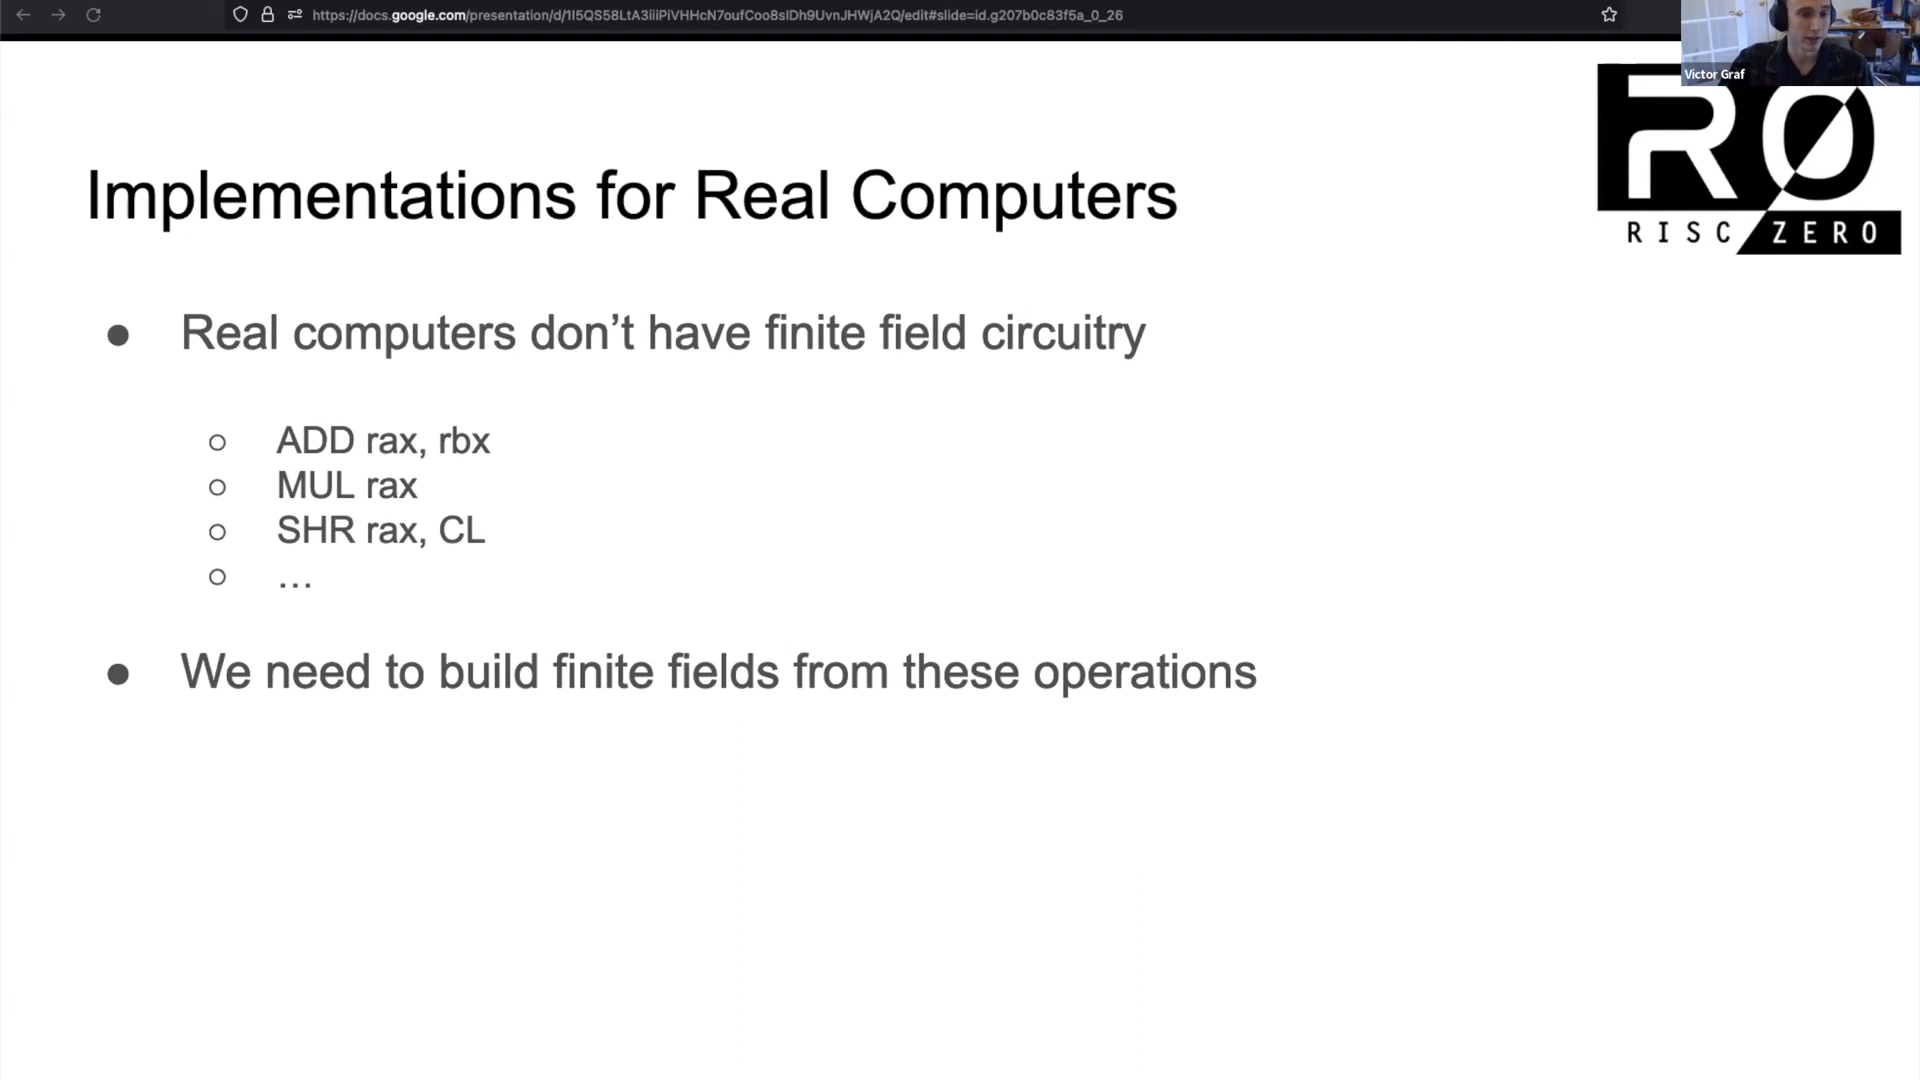 https://docs.google.com/presentation/d/1I5QS58LtA3iiiPiVHHcN7oufCoo8sIDh9UvnJHWjA2Q/edit#slide=id.g207b0c83f5a_0_26
Victor Graf
RØ
RISC ZERO
Implementations for Real Computers
● Real computers don’t have finite field circuitry
○ ADD rax, rbx
○ MUL rax
○ SHR rax, CL
○ …
● We need to build finite fields from these operations